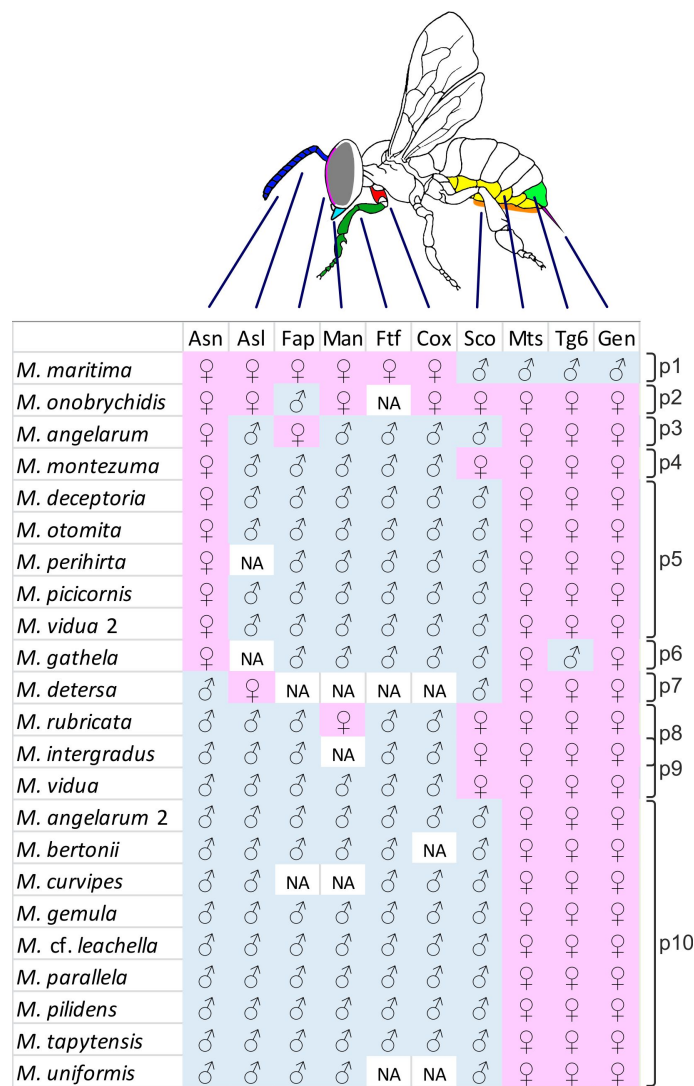 Asn Asl Fap Man Ftf Cox Sco Mts Tg6 Gen
M. maritima ♀ ♀ ♀ ♀ ♀ ♀ ♂ ♂ ♂ ♂ p1
M. onobrychidis ♀ ♀ ♂ ♀ NA ♀ ♀ ♀ ♀ ♀ p2
M. angelarum ♀ ♂ ♀ ♂ ♂ ♂ ♂ ♀ ♀ ♀ p3
M. montezuma ♀ ♂ ♂ ♂ ♂ ♂ ♀ ♀ ♀ ♀ p4
M. deceptoria ♀ ♂ ♂ ♂ ♂ ♂ ♂ ♀ ♀ ♀
M. otomita ♀ ♂ ♂ ♂ ♂ ♂ ♂ ♀ ♀ ♀
M. perihirta ♀ NA ♂ ♂ ♂ ♂ ♂ ♀ ♀ ♀ p5
M. picicornis ♀ ♂ ♂ ♂ ♂ ♂ ♂ ♀ ♀ ♀
M. vidua 2 ♀ ♂ ♂ ♂ ♂ ♂ ♂ ♀ ♀ ♀
M. gathela ♀ NA ♂ ♂ ♂ ♂ ♂ ♀ ♂ ♀ p6
M. detersa ♂ ♀ NA NA NA NA ♂ ♀ ♀ ♀ p7
M. rubricata ♂ ♂ ♂ ♀ ♂ ♂ ♀ ♀ ♀ ♀ p8
M. intergradus ♂ ♂ ♂ NA ♂ ♂ ♀ ♀ ♀ ♀ p9
M. vidua ♂ ♂ ♂ ♂ ♂ ♂ ♀ ♀ ♀ ♀
M. angelarum 2 ♂ ♂ ♂ ♂ ♂ ♂ ♂ ♀ ♀ ♀
M. bertonii ♂ ♂ ♂ ♂ ♂ NA ♂ ♀ ♀ ♀
M. curvipes ♂ ♂ NA NA ♂ ♂ ♂ ♀ ♀ ♀
M. gemula ♂ ♂ ♂ ♂ ♂ ♂ ♂ ♀ ♀ ♀
M. cf. leachella ♂ ♂ ♂ ♂ ♂ ♂ ♂ ♀ ♀ ♀ p10
M. parallela ♂ ♂ ♂ ♂ ♂ ♂ ♂ ♀ ♀ ♀
M. pilidens ♂ ♂ ♂ ♂ ♂ ♂ ♂ ♀ ♀ ♀
M. tapytensis ♂ ♂ ♂ ♂ ♂ ♂ ♂ ♀ ♀ ♀
M. uniformis ♂ ♂ ♂ ♂ NA NA ♂ ♀ ♀ ♀